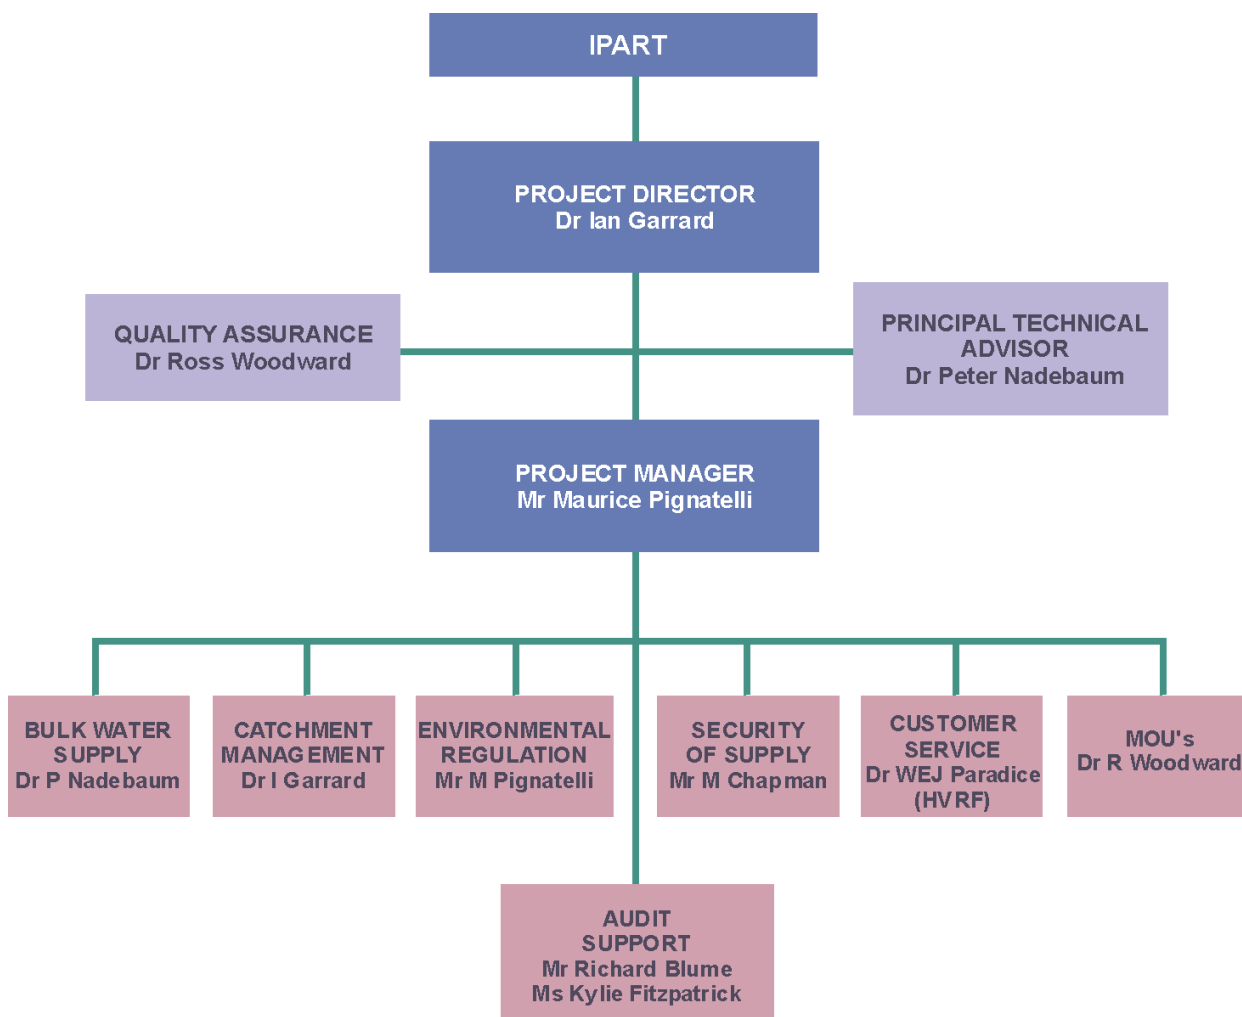 IPART
PROJECT DIRECTOR
Dr Ian Garrard
QUALITY ASSURANCE
Dr Ross Woodward
PRINCIPAL TECHNICAL
ADVISOR
Dr Peter Nadebaum
PROJECT MANAGER
Mr Maurice Pignatelli
BULK WATER
SUPPLY
Dr P Nadebaum
CATCHMENT
MANAGEMENT
Dr I Garrard
ENVIRONMENTAL
REGULATION
Mr M Pignatelli
SECURITY
OF SUPPLY
Mr M Chapman
CUSTOMER
SERVICE
Dr WEJ Paradice
(HVRF)
MOU's
Dr R Woodward
AUDIT
SUPPORT
Mr Richard Blume
Ms Kylie Fitzpatrick